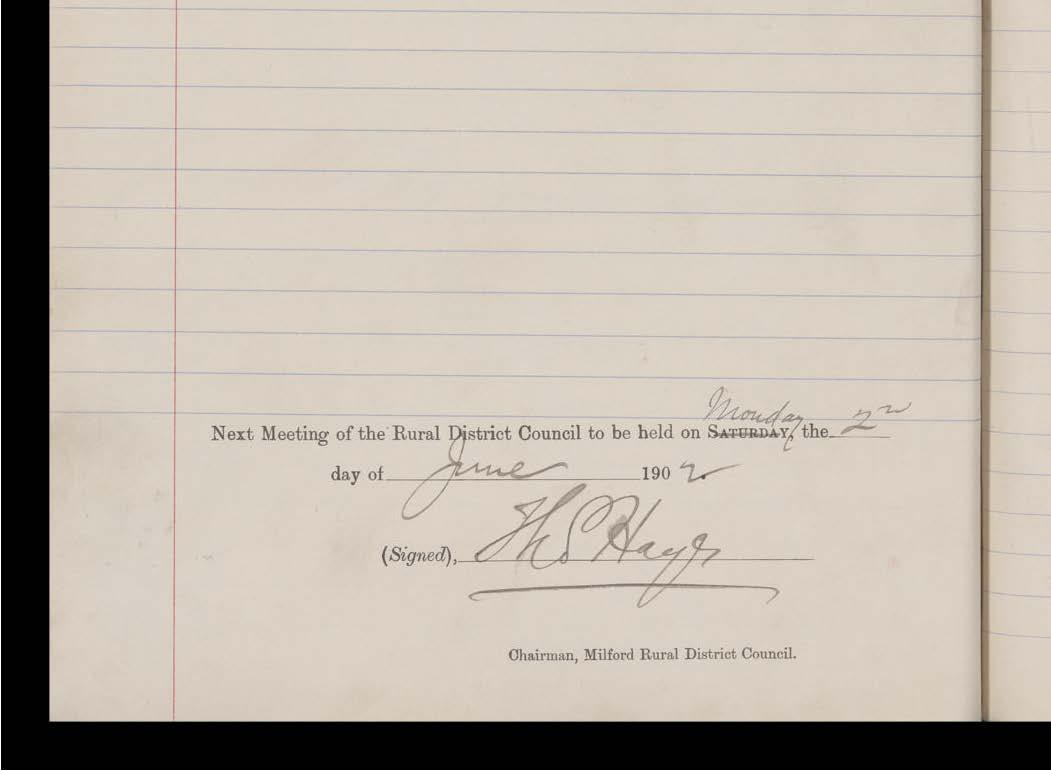 Monday
Next Meeting of the Rural District Council to be held on SATURDAY, the 2nd
day of June 1902
(Signed), Thos Hayes
Chairman, Milford Rural District Council.